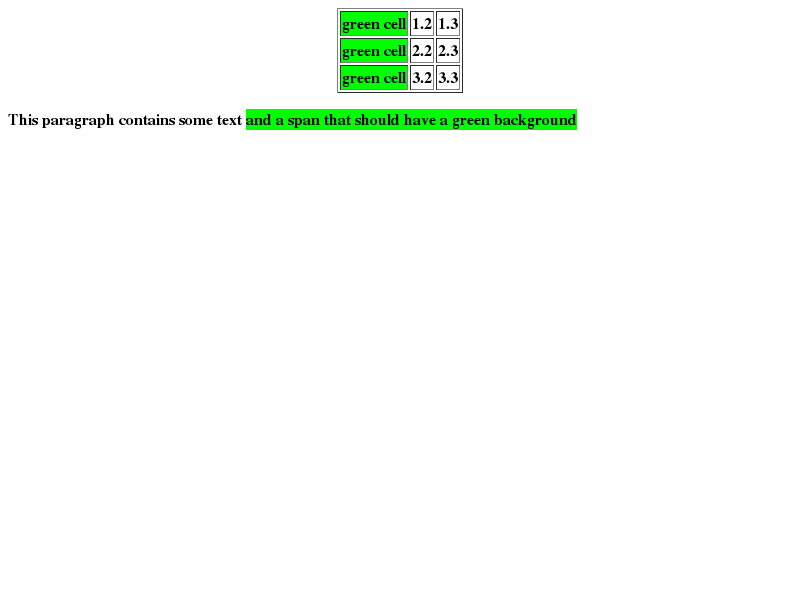 green cell 1.2 1.3
green cell 2.2 2.3
green cell 3.2 3.3
This paragraph contains some text and a span that should have a green background